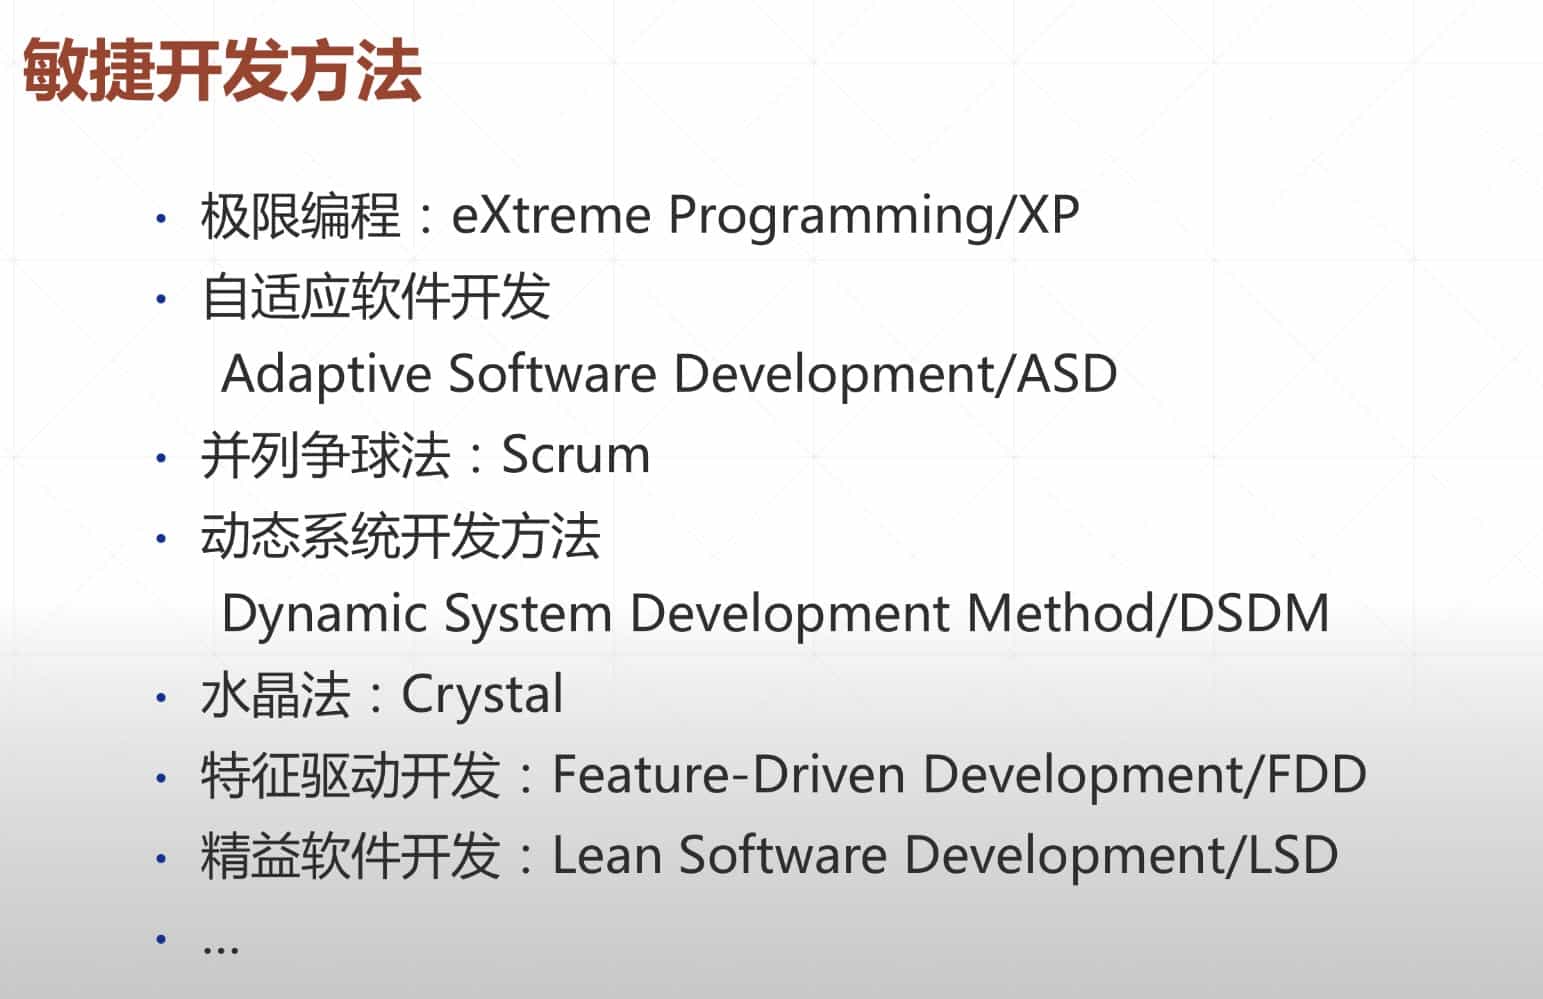 敏捷开发方法
• 极限编程：eXtreme Programming/XP
• 自适应软件开发
Adaptive Software Development/ASD
• 并列争球法：Scrum
• 动态系统开发方法
Dynamic System Development Method/DSDM
• 水晶法：Crystal
• 特征驱动开发：Feature-Driven Development/FDD
• 精益软件开发：Lean Software Development/LSD
• …